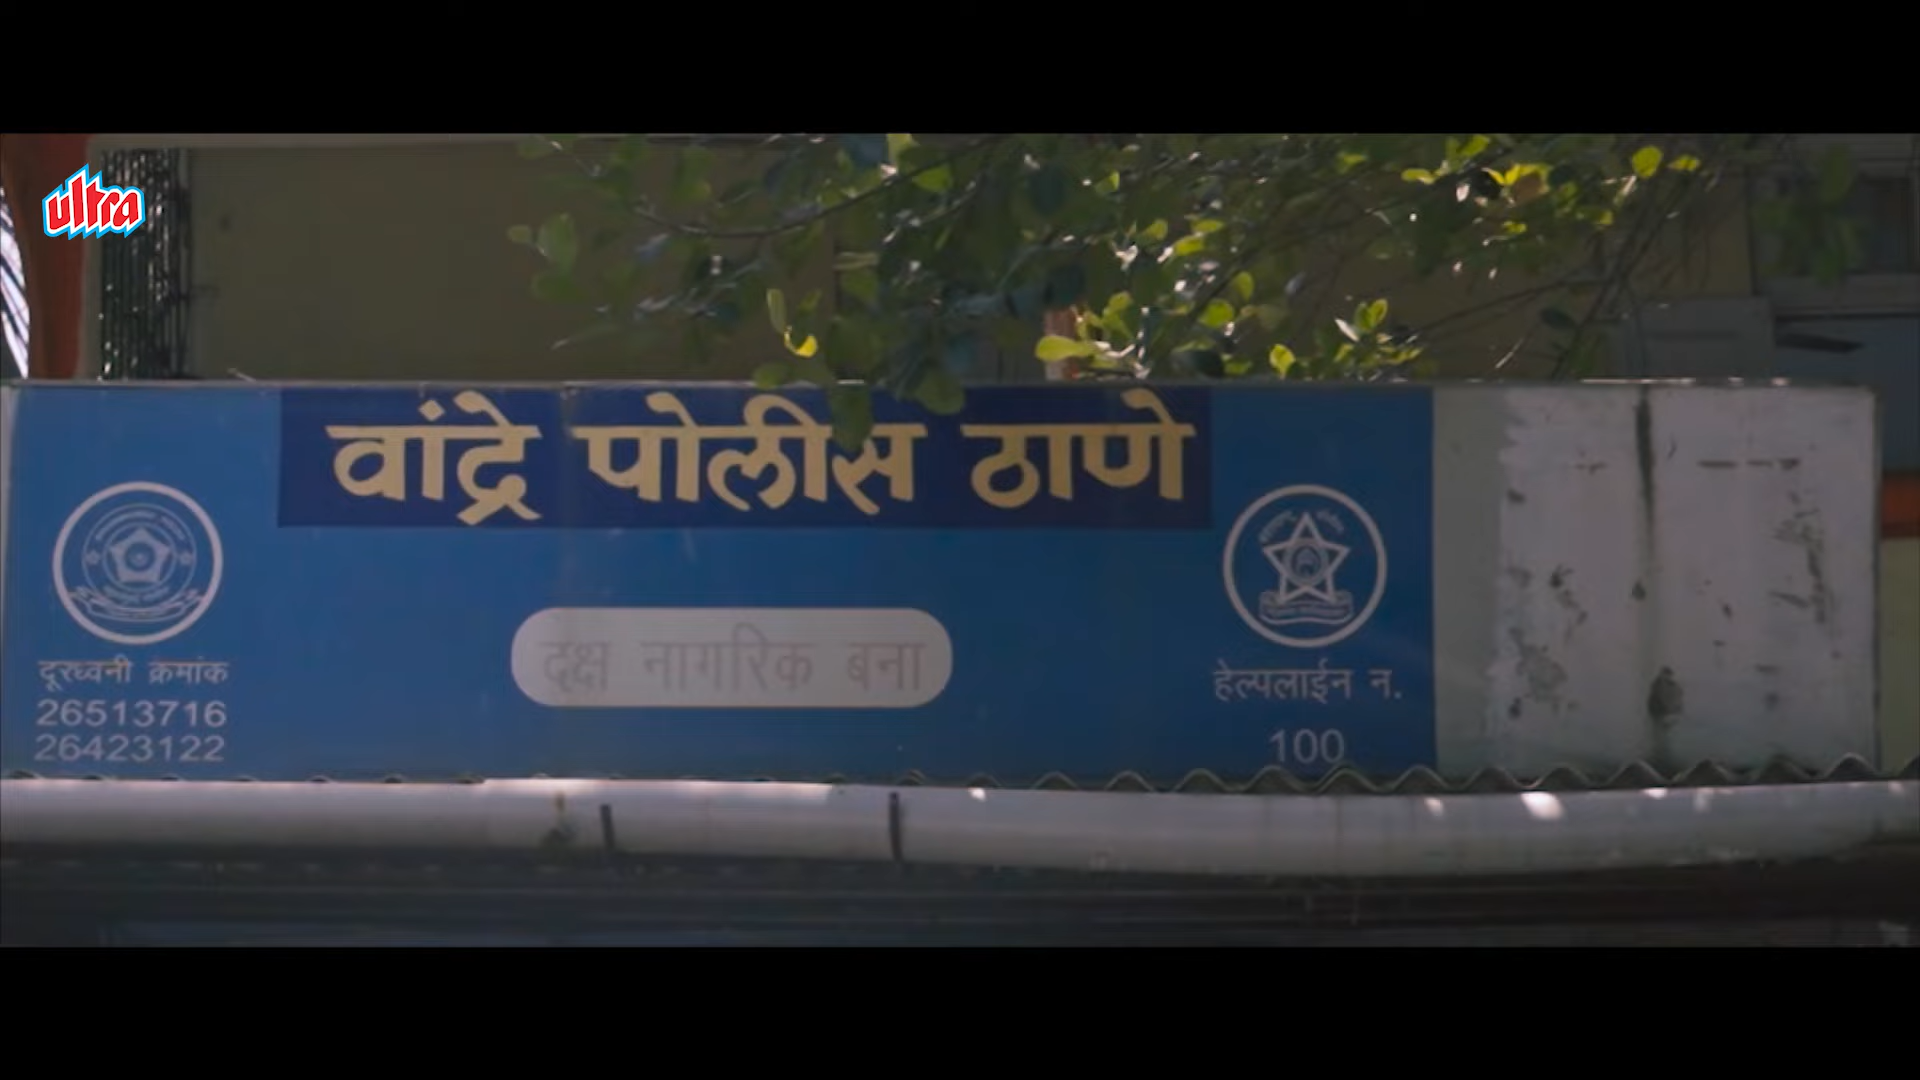 ultra
वांद्रे पोलीस ठाणे
दक्ष नागरिक बना
दूरध्वनी क्रमांक
26513716
26423122
हेल्पलाईन न.
100